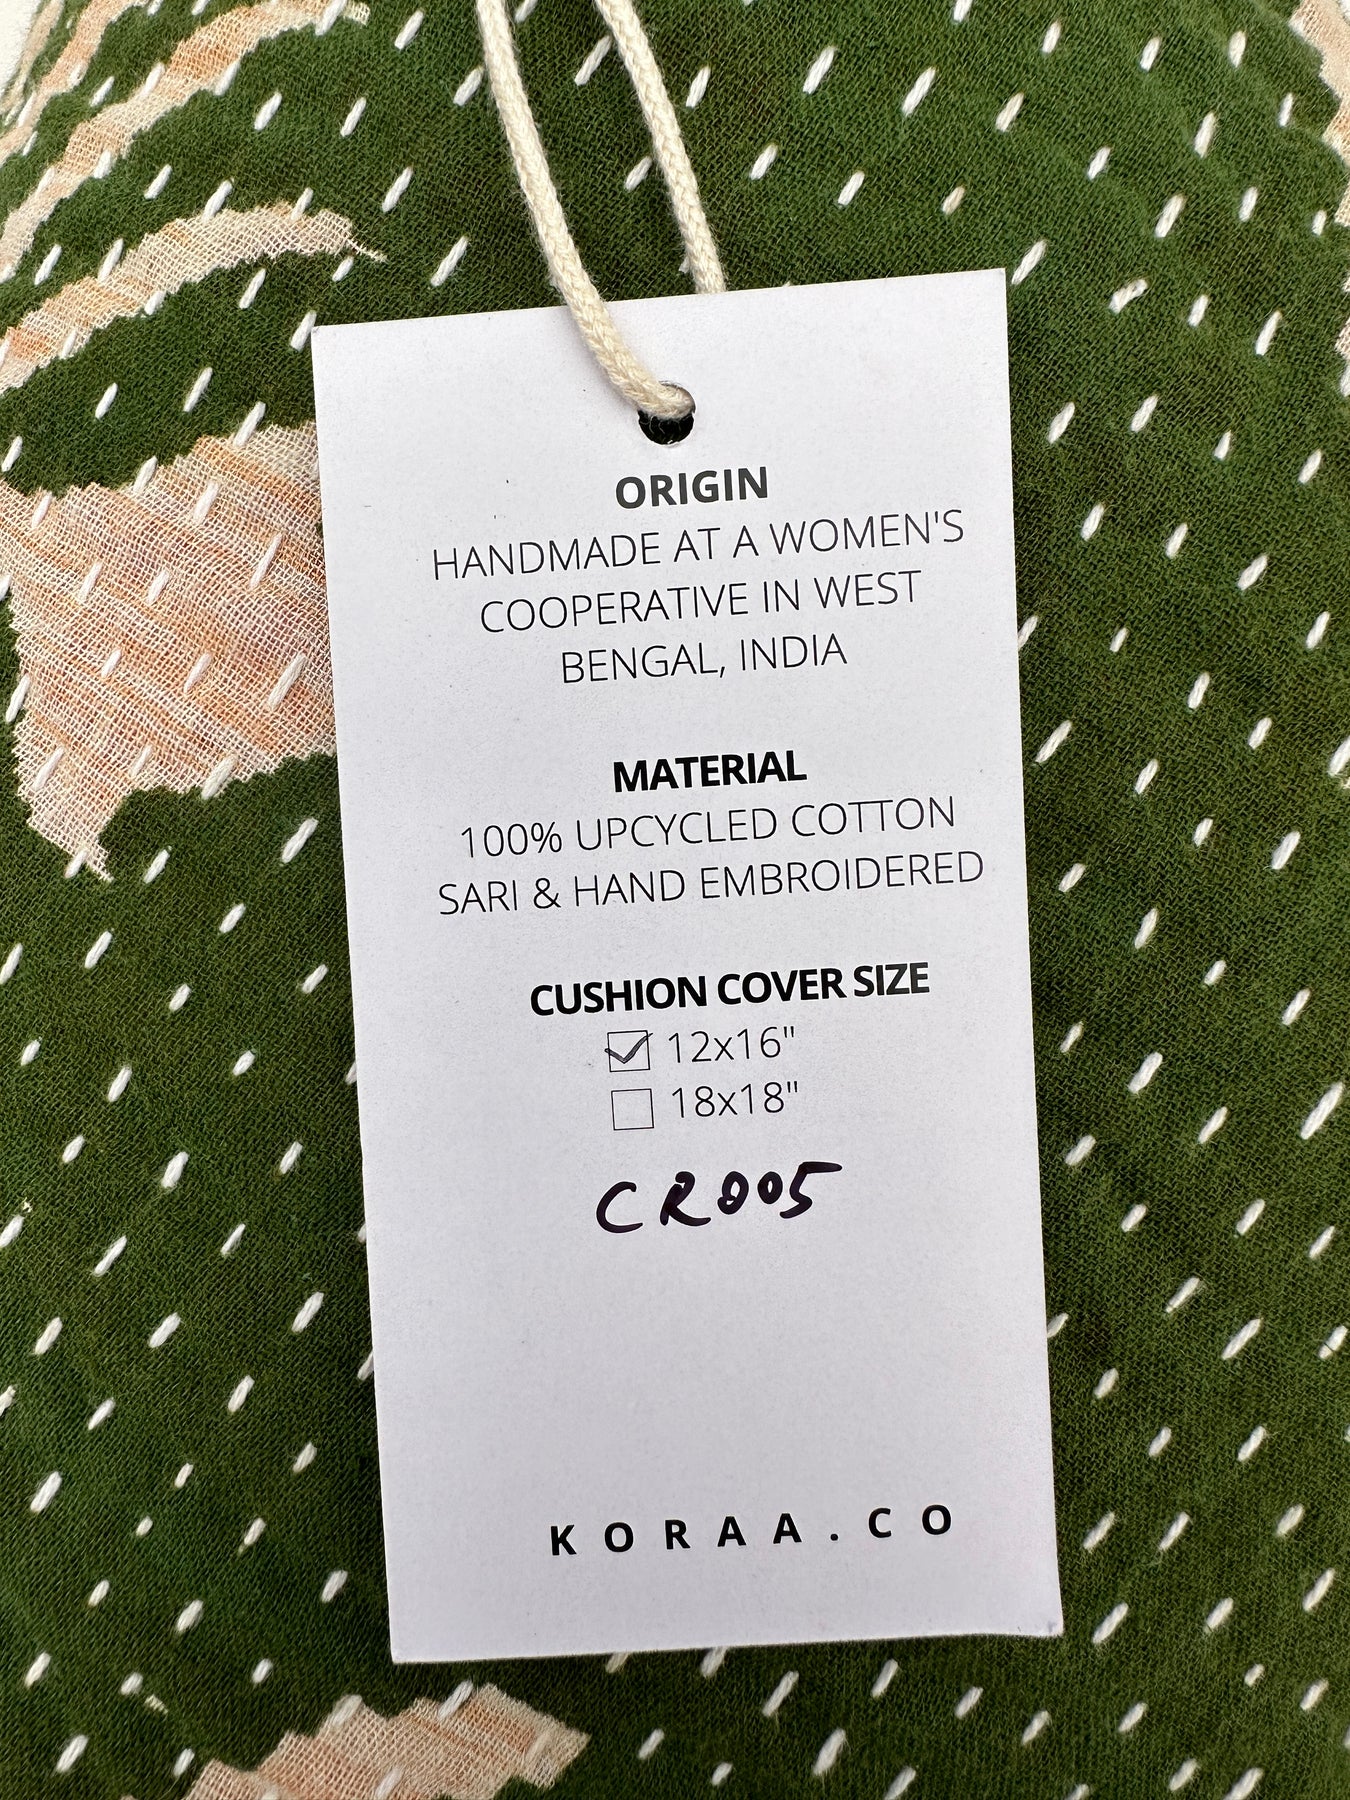 ORIGIN
HANDMADE AT A WOMEN'S
COOPERATIVE IN WEST
BENGAL, INDIA
MATERIAL
100% UPCYCLED COTTON
SARI & HAND EMBROIDERED
CUSHION COVER SIZE
12x16"
18x18"
CR005
KORAA.CO